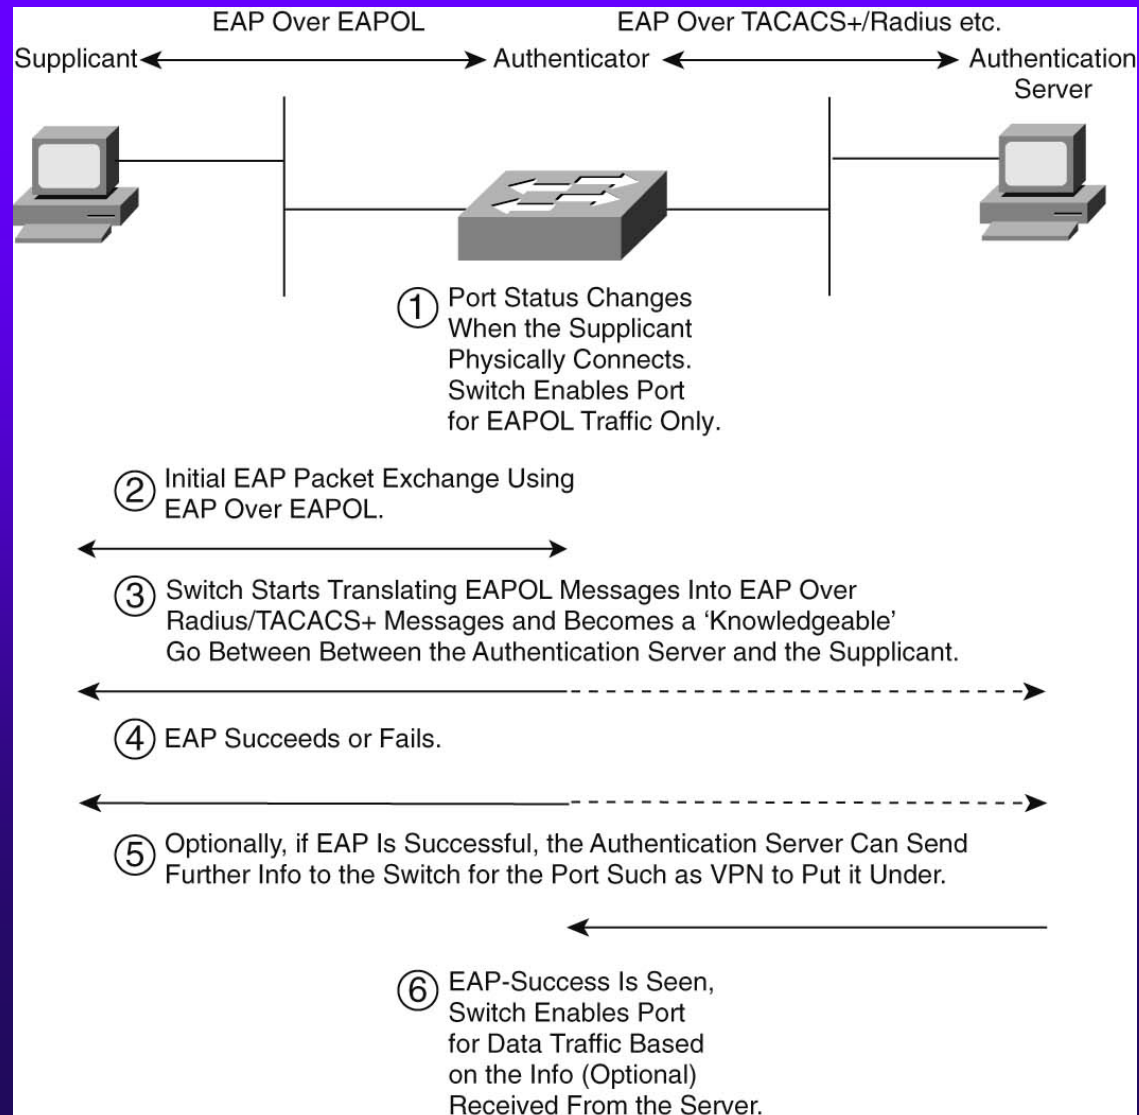 EAP Over EAPOL
EAP Over TACACS+/Radius etc.
Supplicant
Authenticator
Authentication
Server
1 Port Status Changes
When the Supplicant
Physically Connects.
Switch Enables Port
for EAPOL Traffic Only.
2 Initial EAP Packet Exchange Using
EAP Over EAPOL.
3 Switch Starts Translating EAPOL Messages Into EAP Over
Radius/TACACS+ Messages and Becomes a ‘Knowledgeable’
Go Between Between the Authentication Server and the Supplicant.
4 EAP Succeeds or Fails.
5 Optionally, if EAP Is Successful, the Authentication Server Can Send
Further Info to the Switch for the Port Such as VPN to Put it Under.
6 EAP-Success Is Seen,
Switch Enables Port
for Data Traffic Based
on the Info (Optional)
Received From the Server.